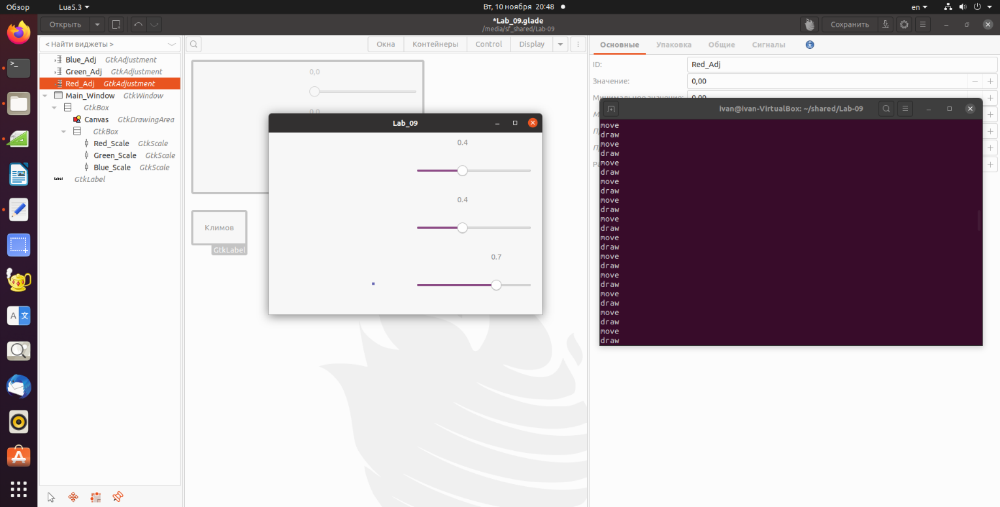 Обзор
Lua5.3
Вт, 10 ноября 20:48
en
Открыть
*Lab_09.glade
/media/sf_shared/Lab-09
Сохранить
< Найти виджеты >
Blue_Adj GtkAdjustment
Green_Adj GtkAdjustment
Red_Adj GtkAdjustment
Main_Window GtkWindow
GtkBox
Canvas GtkDrawingArea
GtkBox
Red_Scale GtkScale
Green_Scale GtkScale
Blue_Scale GtkScale
label GtkLabel
Окна Контейнеры Control Display
0,0
0,0
Климов
GtkLabel
Lab_09
0.4
0.4
0.7
Основные Упаковка Общие Сигналы
ID: Red_Adj
Значение: 0,00
Минимальное значение: 0,00
ivan@ivan-VirtualBox: ~/shared/Lab-09
move
draw
move
draw
move
draw
move
draw
move
draw
move
draw
move
draw
move
draw
move
draw
move
draw
move
draw
move
draw